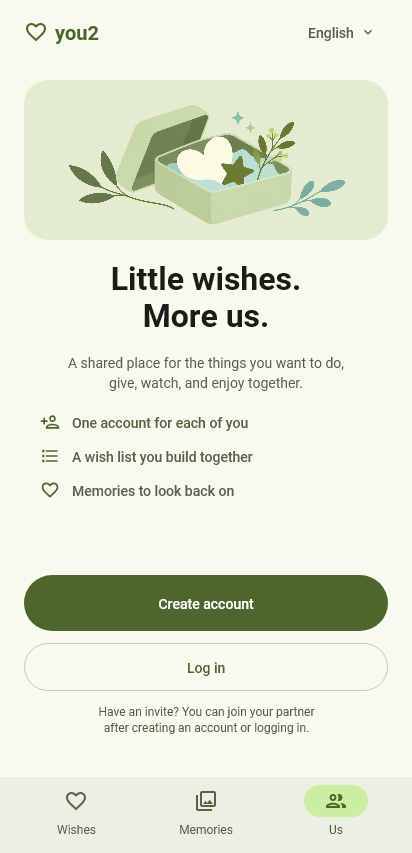 you2
English
Little wishes.
More us.
A shared place for the things you want to do,
give, watch, and enjoy together.
One account for each of you
A wish list you build together
Memories to look back on
Create account
Log in
Have an invite? You can join your partner
after creating an account or logging in.
Wishes
Memories
Us